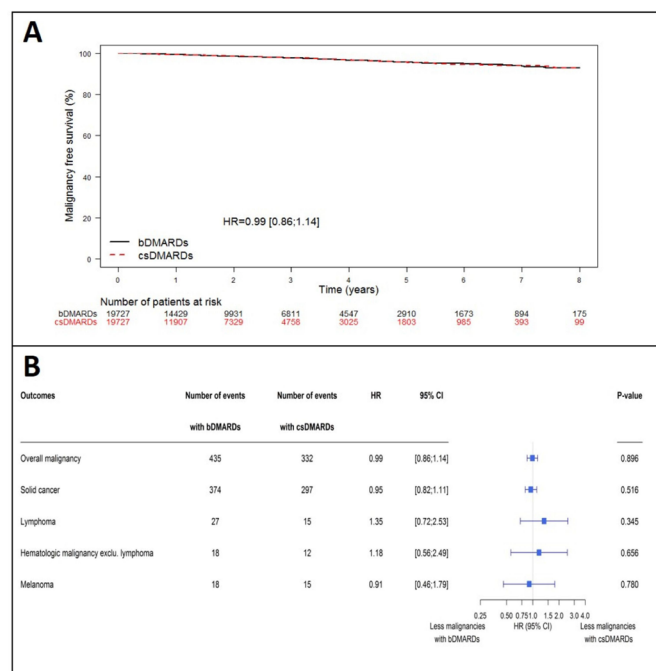 A
100
80
60
40
20
0
Malignancy free survival (%)
HR=0.99 [0.86;1.14]
bDMARDs
csDMARDs
0 1 2 3 4 5 6 7 8
Time (years)
Number of patients at risk
bDMARDs 19727 14429 9931 6811 4547 2910 1673 894 175
csDMARDs 19727 11907 7329 4758 3025 1803 985 393 99
B
Outcomes Number of events Number of events HR 95% CI P-value
with bDMARDs with csDMARDs
Overall malignancy 435 332 0.99 [0.86;1.14] 0.896
Solid cancer 374 297 0.95 [0.82;1.11] 0.516
Lymphoma 27 15 1.35 [0.72;2.53] 0.345
Hematologic malignancy exclu. lymphoma 18 12 1.18 [0.56;2.49] 0.656
Melanoma 18 15 0.91 [0.46;1.79] 0.780
0.25 0.50 0.75 1.0 1.5 2.0 3.0 4.0
Less malignancies HR (95% CI) Less malignancies
with bDMARDs with csDMARDs